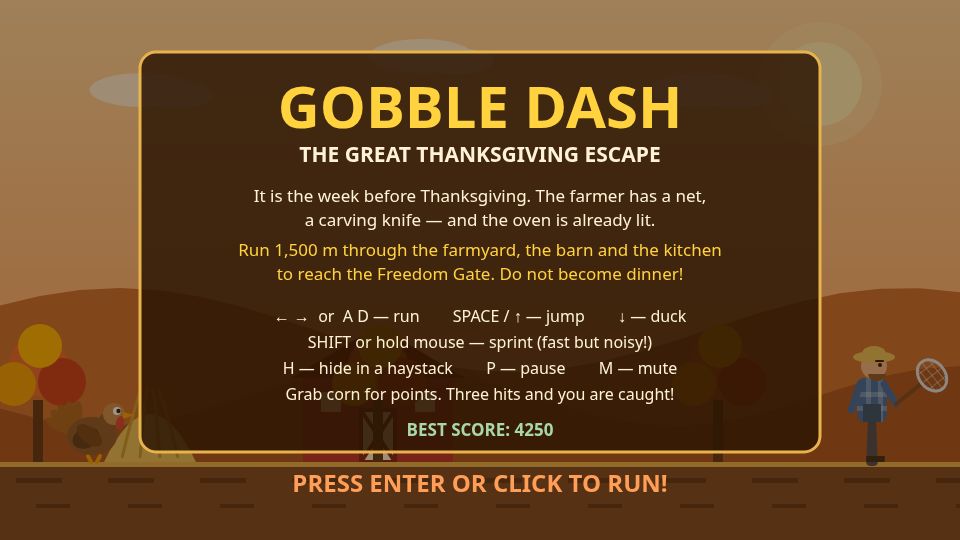 GOBBLE DASH
THE GREAT THANKSGIVING ESCAPE
It is the week before Thanksgiving. The farmer has a net,
a carving knife — and the oven is already lit.
Run 1,500 m through the farmyard, the barn and the kitchen
to reach the Freedom Gate. Do not become dinner!
← → or A D — run SPACE / ↑ — jump ↓ — duck
SHIFT or hold mouse — sprint (fast but noisy!)
H — hide in a haystack P — pause M — mute
Grab corn for points. Three hits and you are caught!
BEST SCORE: 4250
PRESS ENTER OR CLICK TO RUN!